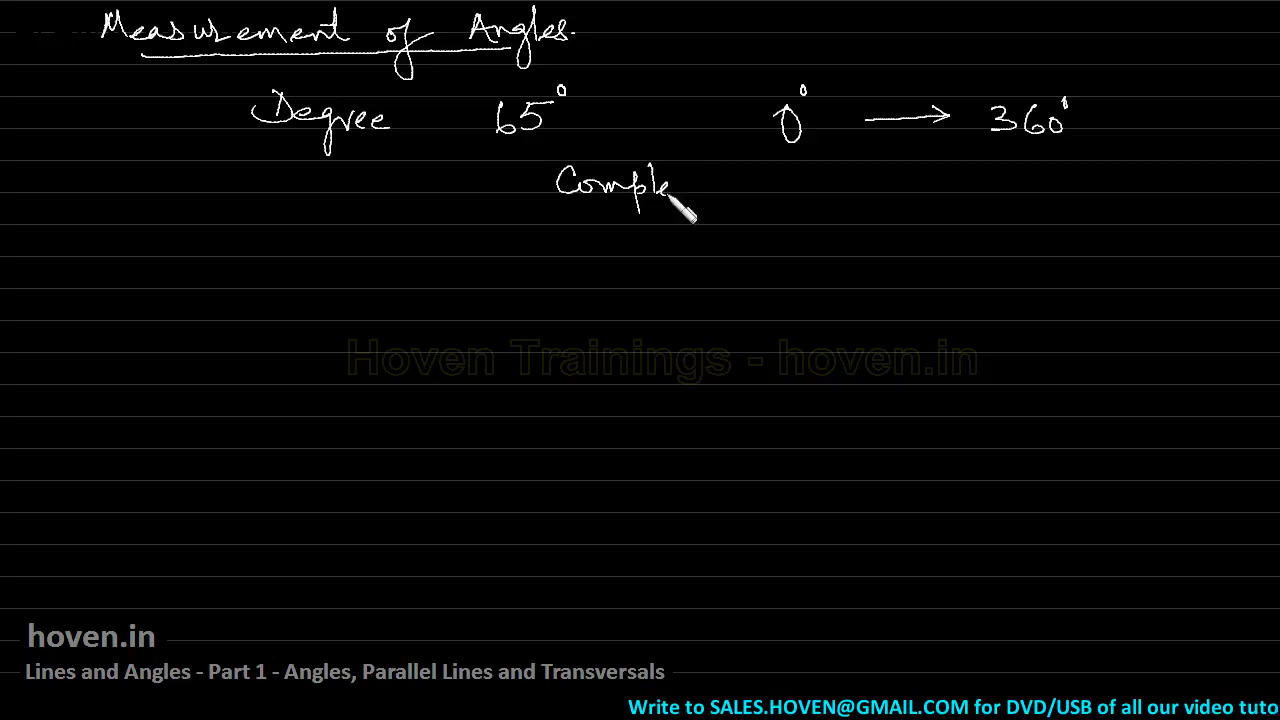 Measurement of Angles.
Degree 65° 0° → 360°
Comple
Hoven Trainings - hoven.in
hoven.in
Lines and Angles - Part 1 - Angles, Parallel Lines and Transversals
Write to SALES.HOVEN@GMAIL.COM for DVD/USB of all our video tuto